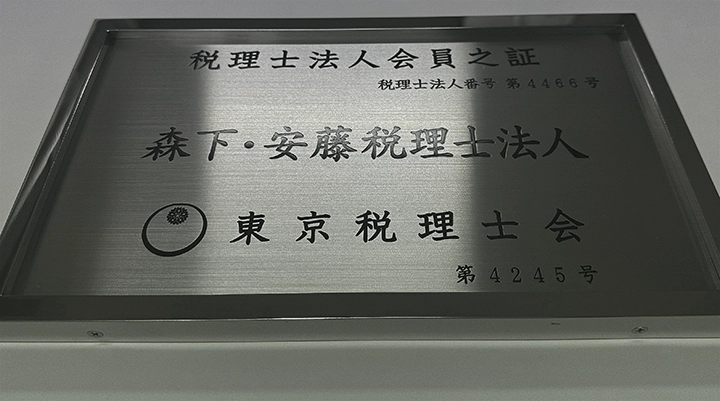 税理士法人会員之証
税理士法人番号 第4466号
森下・安藤税理士法人
東京税理士会
第4245号